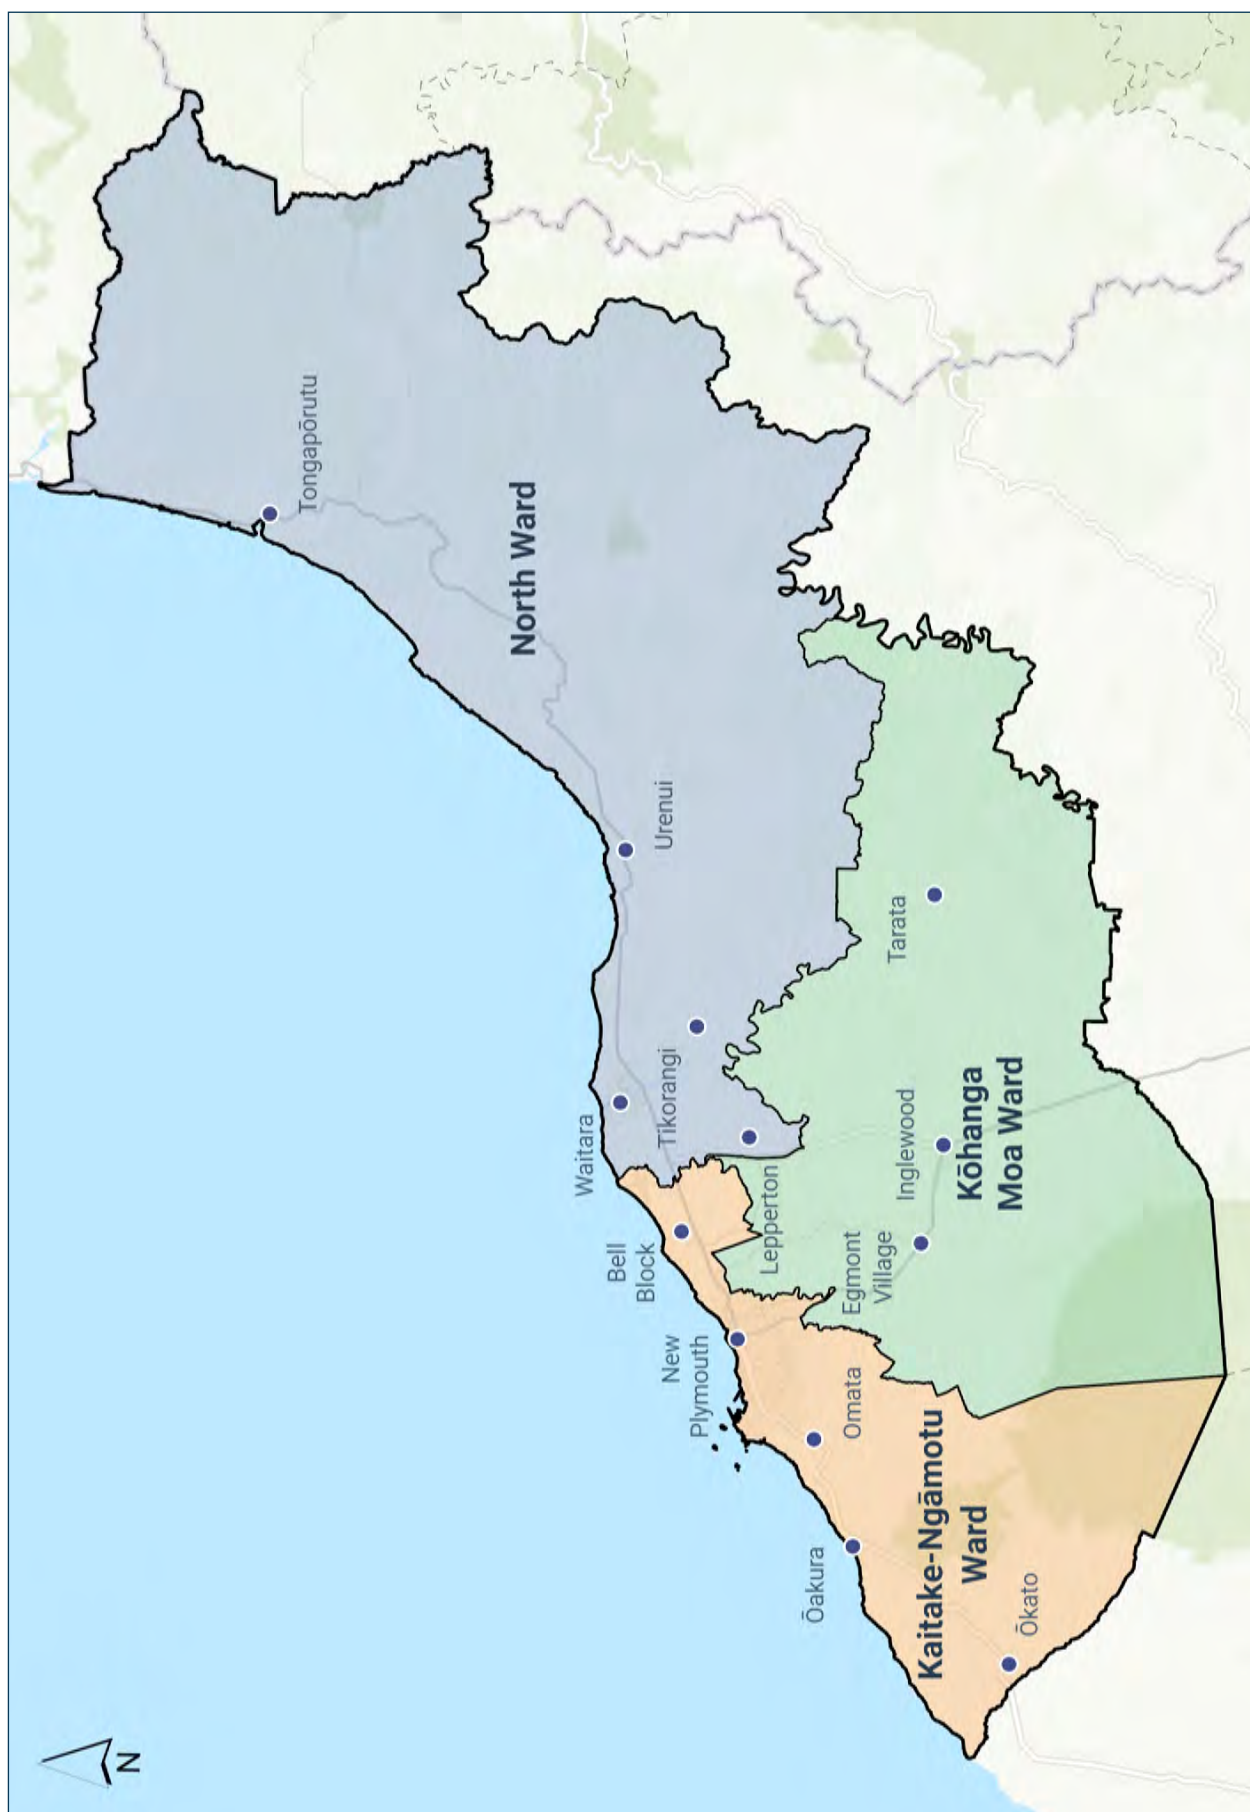 Tongapōrutu
North Ward
Urenui
Waitara
Tikorangi
Lepperton
Bell
Block
New
Plymouth
Omata
Ōakura
Ōkato
Kaitake-Ngāmotu
Ward
Egmont
Village
Inglewood
Tarata
Kōhanga
Moa Ward
N